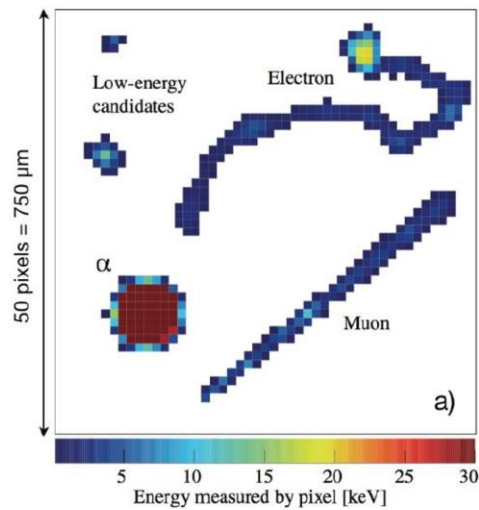 Low-energy
candidates
Electron
50 pixels = 750 μm
α
Muon
a)
5 10 15 20 25 30
Energy measured by pixel [keV]